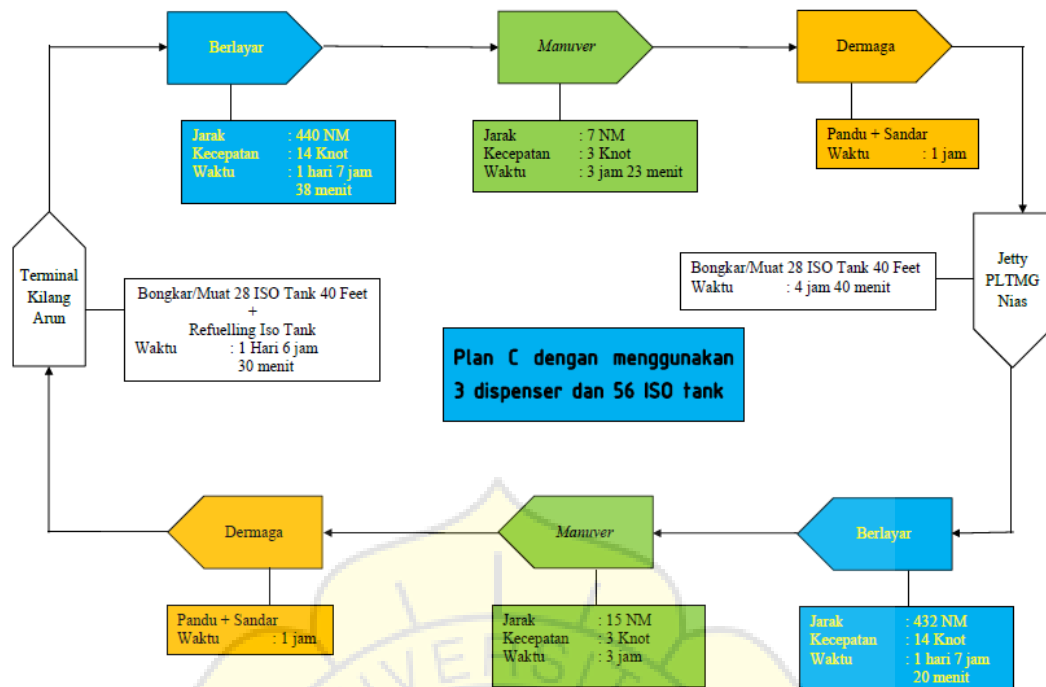 Berlayar
Manuver
Dermaga
Jarak : 440 NM
Kecepatan : 14 Knot
Waktu : 1 hari 7 jam
38 menit
Jarak : 7 NM
Kecepatan : 3 Knot
Waktu : 3 jam 23 menit
Pandu + Sandar
Waktu : 1 jam
Terminal
Kilang
Arun
Bongkar/Muat 28 ISO Tank 40 Feet
+
Refuelling Iso Tank
Waktu : 1 Hari 6 jam
30 menit
Bongkar/Muat 28 ISO Tank 40 Feet
Waktu : 4 jam 40 menit
Jetty
PLTMG
Nias
Plan C dengan menggunakan
3 dispenser dan 56 ISO tank
Dermaga
Manuver
Berlayar
Pandu + Sandar
Waktu : 1 jam
Jarak : 15 NM
Kecepatan : 3 Knot
Waktu : 3 jam
Jarak : 432 NM
Kecepatan : 14 Knot
Waktu : 1 hari 7 jam
20 menit